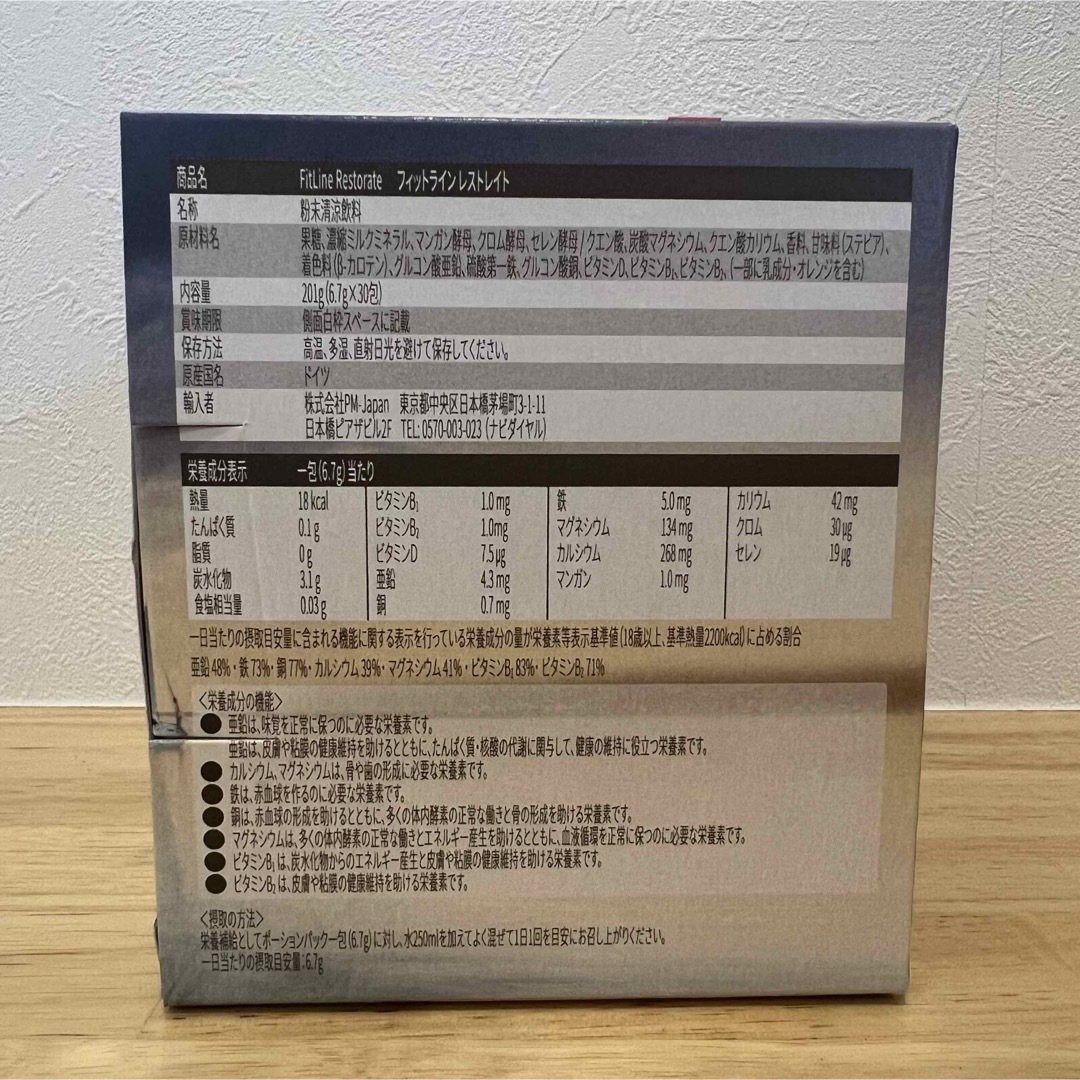 商品名 FitLine Restorate フィットライン レストレイト
名称 粉末清涼飲料
原材料名 果糖、濃縮ミルクミネラル、マンガン酵母、クロム酵母、セレン酵母 / クエン酸、炭酸マグネシウム、クエン酸カリウム、香料、甘味料(ステビア)、
着色料(β-カロテン)、グルコン酸亜鉛、硫酸第一鉄、グルコン酸銅、ビタミンD、ビタミンB₁、ビタミンB₂、(一部に乳成分・オレンジを含む)
内容量 201g(6.7g×30包)
賞味期限 側面白枠スペースに記載
保存方法 高温、多湿、直射日光を避けて保存してください。
原産国名 ドイツ
輸入者 株式会社PM-Japan 東京都中央区日本橋茅場町3-1-11
日本橋ピアザビル2F TEL: 0570-003-023 (ナビダイヤル)
栄養成分表示 一包(6.7g)当たり
熱量 18 kcal ビタミンB₁ 1.0 mg 鉄 5.0 mg カリウム 42 mg
たんぱく質 0.1 g ビタミンB₂ 1.0mg マグネシウム 134 mg クロム 30 μg
脂質 0 g ビタミンD 7.5 μg カルシウム 268 mg セレン 19 μg
炭水化物 3.1 g 亜鉛 4.3 mg マンガン 1.0 mg
食塩相当量 0.03 g 銅 0.7 mg
一日当たりの摂取目安量に含まれる機能に関する表示を行っている栄養成分の量が栄養素等表示基準値(18歳以上、基準熱量2200kcal)に占める割合
亜鉛 48%・鉄 73%・銅 77%・カルシウム 39%・マグネシウム 41%・ビタミンB₁ 83%・ビタミンB₂ 71%
〈栄養成分の機能〉
● 亜鉛は、味覚を正常に保つのに必要な栄養素です。
亜鉛は、皮膚や粘膜の健康維持を助けるとともに、たんぱく質・核酸の代謝に関与して、健康の維持に役立つ栄養素です。
● カルシウム、マグネシウムは、骨や歯の形成に必要な栄養素です。
● 鉄は、赤血球を作るのに必要な栄養素です。
● 銅は、赤血球の形成を助けるとともに、多くの体内酵素の正常な働きと骨の形成を助ける栄養素です。
● マグネシウムは、多くの体内酵素の正常な働きとエネルギー産生を助けるとともに、血液循環を正常に保つのに必要な栄養素です。
● ビタミンB₁は、炭水化物からのエネルギー産生と皮膚や粘膜の健康維持を助ける栄養素です。
● ビタミンB₂は、皮膚や粘膜の健康維持を助ける栄養素です。
〈摂取の方法〉
栄養補給としてポーションパック一包(6.7g)に対し、水250mlを加えてよく混ぜて1日1回を目安にお召し上がりください。
一日当たりの摂取目安量:6.7g